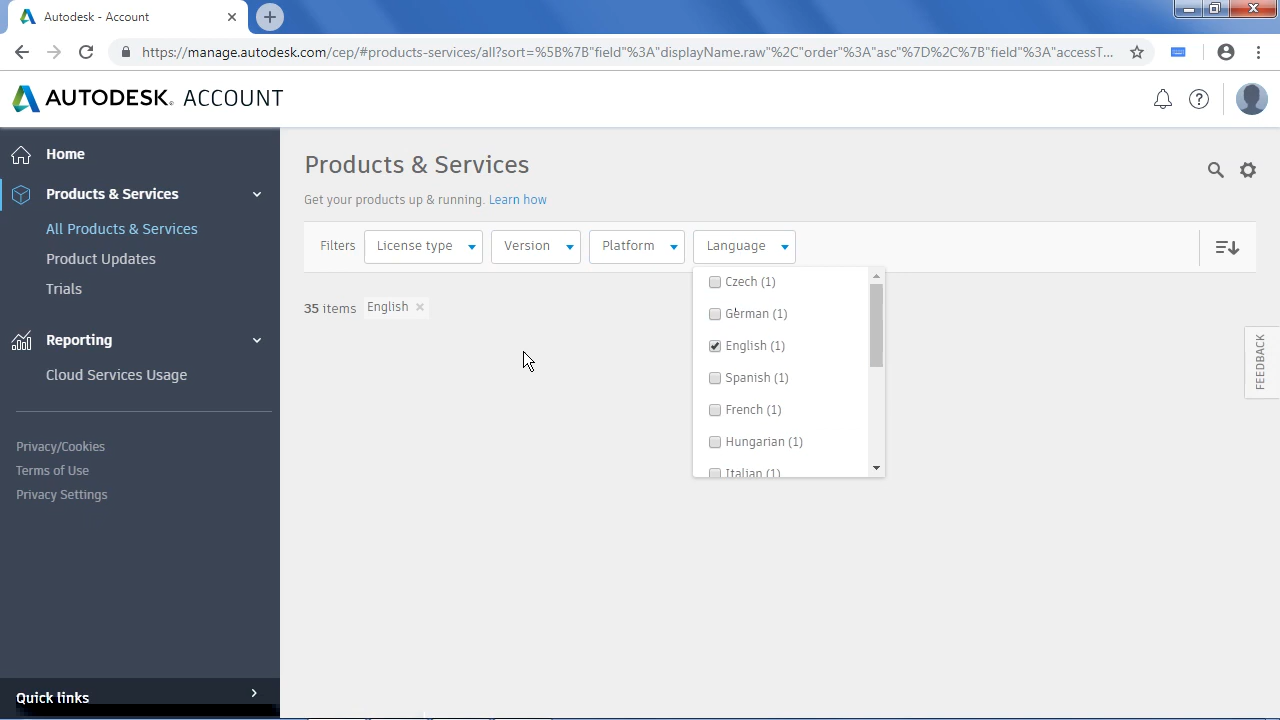 Autodesk - Account
https://manage.autodesk.com/cep/#products-services/all?sort=%5B%7B"field"%3A"displayName.raw"%2C"order"%3A"asc"%7D%2C%7B"field"%3A"accessT...
AUTODESK. ACCOUNT
Home
Products & Services
All Products & Services
Product Updates
Trials
Reporting
Cloud Services Usage
Privacy/Cookies
Terms of Use
Privacy Settings
Quick links
Products & Services
Get your products up & running. Learn how
Filters License type Version Platform Language
35 items English ×
Czech (1)
German (1)
English (1)
Spanish (1)
French (1)
Hungarian (1)
Italian (1)
FEEDBACK